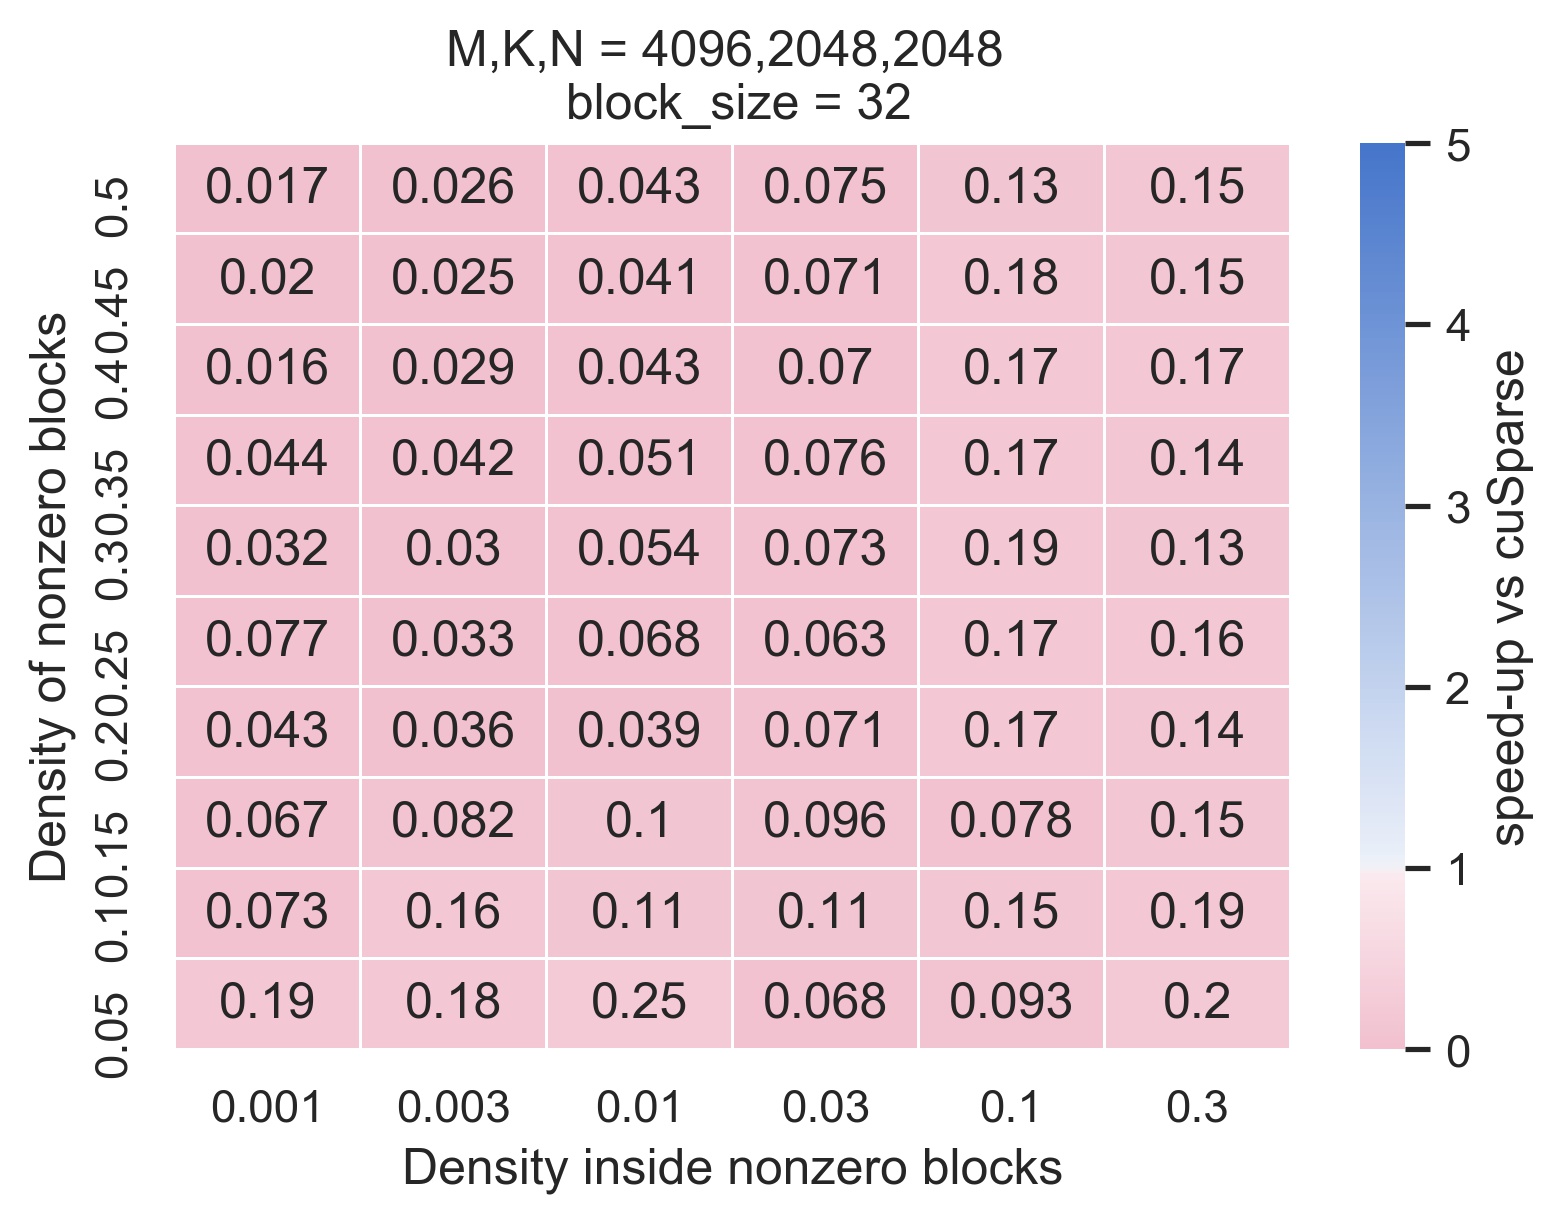 M,K,N = 4096,2048,2048
block_size = 32
Density of nonzero blocks
0.5 0.017 0.026 0.043 0.075 0.13 0.15
0.45 0.02 0.025 0.041 0.071 0.18 0.15
0.4 0.016 0.029 0.043 0.07 0.17 0.17
0.35 0.044 0.042 0.051 0.076 0.17 0.14
0.3 0.032 0.03 0.054 0.073 0.19 0.13
0.25 0.077 0.033 0.068 0.063 0.17 0.16
0.2 0.043 0.036 0.039 0.071 0.17 0.14
0.15 0.067 0.082 0.1 0.096 0.078 0.15
0.1 0.073 0.16 0.11 0.11 0.15 0.19
0.05 0.19 0.18 0.25 0.068 0.093 0.2
0.001 0.003 0.01 0.03 0.1 0.3
Density inside nonzero blocks
5
4
3
2
1
0
speed-up vs cuSparse